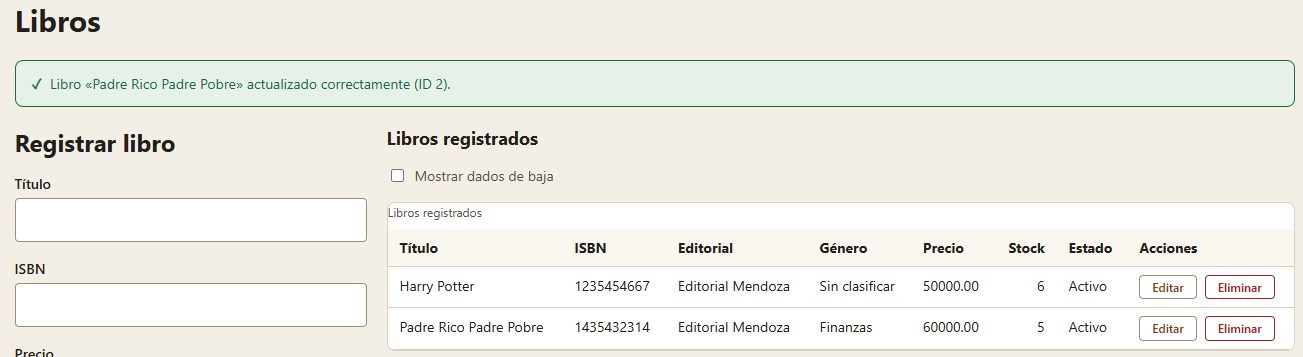 Libros
✓ Libro «Padre Rico Padre Pobre» actualizado correctamente (ID 2).
Registrar libro
Título
ISBN
Precio
Libros registrados
Mostrar dados de baja
Libros registrados
Título ISBN Editorial Género Precio Stock Estado Acciones
Harry Potter 1235454667 Editorial Mendoza Sin clasificar 50000.00 6 Activo Editar Eliminar
Padre Rico Padre Pobre 1435432314 Editorial Mendoza Finanzas 60000.00 5 Activo Editar Eliminar